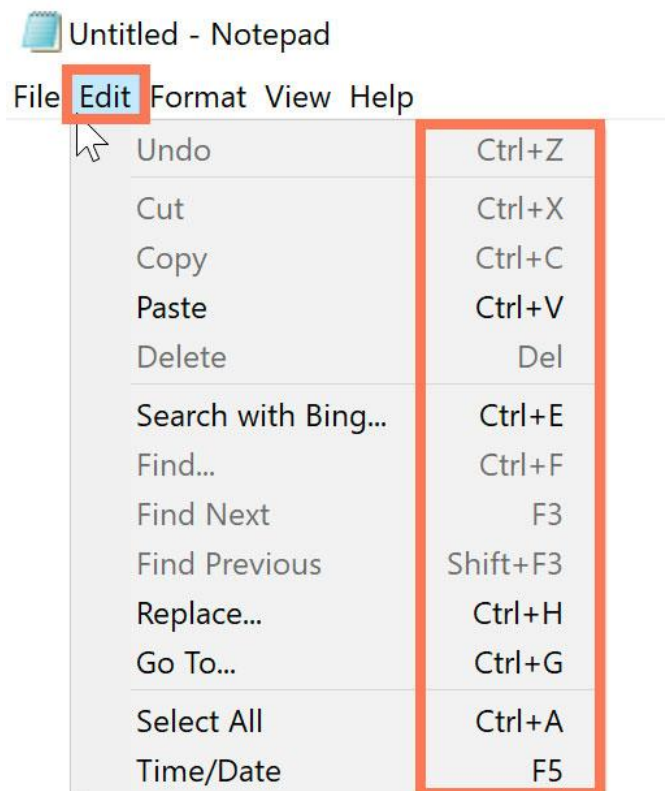 Untitled - Notepad
File Edit Format View Help
Undo Ctrl+Z
Cut Ctrl+X
Copy Ctrl+C
Paste Ctrl+V
Delete Del
Search with Bing... Ctrl+E
Find... Ctrl+F
Find Next F3
Find Previous Shift+F3
Replace... Ctrl+H
Go To... Ctrl+G
Select All Ctrl+A
Time/Date F5